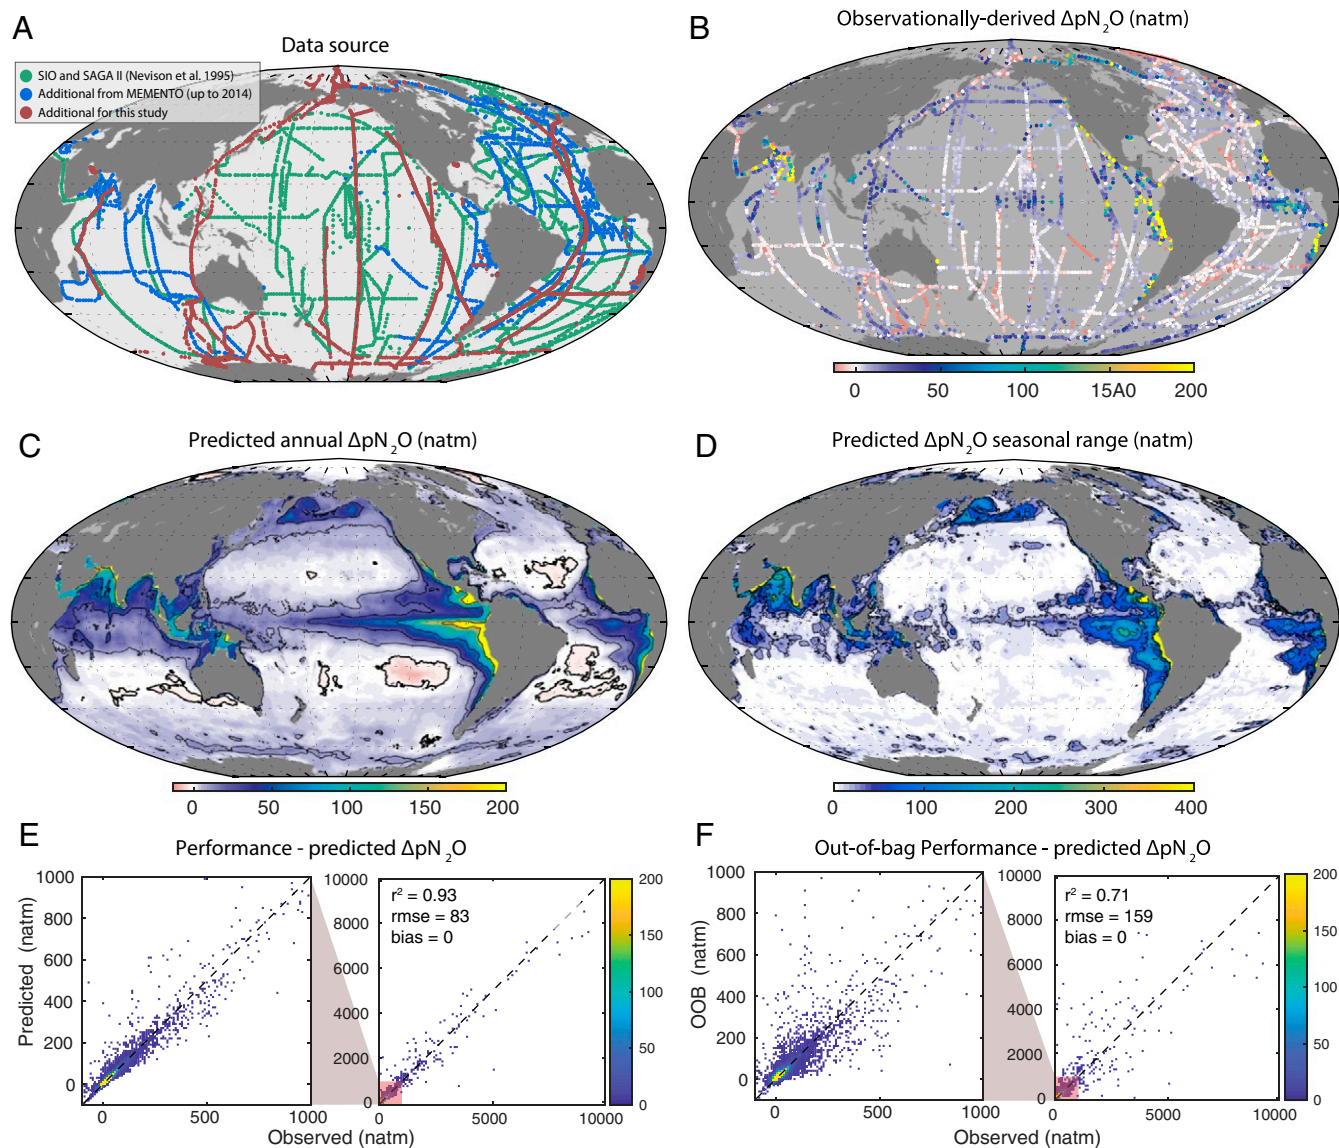 A
Data source
SIO and SAGA II (Nevison et al. 1995)
Additional from MEMENTO (up to 2014)
Additional for this study
B
Observationally-derived ΔpN₂O (natm)
0 50 100 15A0 200
C
Predicted annual ΔpN₂O (natm)
0 50 100 150 200
D
Predicted ΔpN₂O seasonal range (natm)
0 100 200 300 400
E
Performance - predicted ΔpN₂O
Predicted (natm)
1000
800
600
400
200
0
0 500 1000
10000
8000
6000
4000
2000
0
0 5000 10000
r² = 0.93
rmse = 83
bias = 0
200
150
100
50
0
Observed (natm)
F
Out-of-bag Performance - predicted ΔpN₂O
OOB (natm)
1000
800
600
400
200
0
0 500 1000
10000
8000
6000
4000
2000
0
0 5000 10000
r² = 0.71
rmse = 159
bias = 0
200
150
100
50
0
Observed (natm)